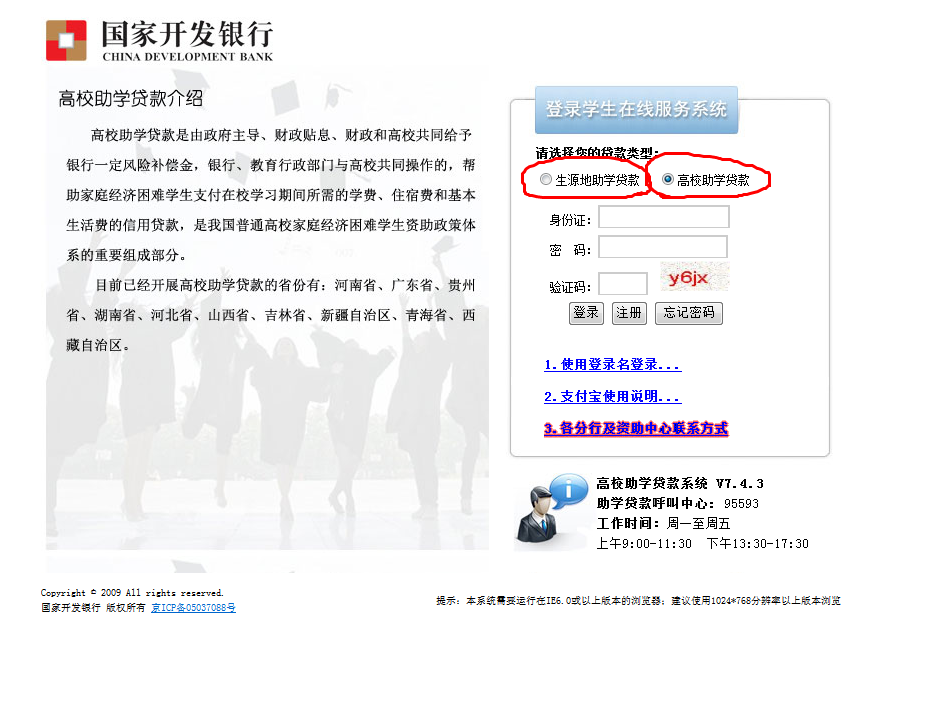 国家开发银行
CHINA DEVELOPMENT BANK
高校助学贷款介绍
高校助学贷款是由政府主导、财政贴息、财政和高校共同给予
银行一定风险补偿金，银行、教育行政部门与高校共同操作的，帮
助家庭经济困难学生支付在校学习期间所需的学费、住宿费和基本
生活费的信用贷款，是我国普通高校家庭经济困难学生资助政策体
系的重要组成部分。
目前已经开展高校助学贷款的省份有：河南省、广东省、贵州
省、湖南省、河北省、山西省、吉林省、新疆自治区、青海省、西
藏自治区。
登录学生在线服务系统
请选择您的贷款类型：
生源地助学贷款 高校助学贷款
身份证：
密 码：
验证码： y6jx
登录 注册 忘记密码
1.使用登录名登录...
2.支付宝使用说明...
3.各分行及资助中心联系方式
高校助学贷款系统 V7.4.3
助学贷款呼叫中心：95593
工作时间：周一至周五
上午9:00-11:30 下午13:30-17:30
Copyright © 2009 All rights reserved.
国家开发银行 版权所有 京ICP备05037088号
提示：本系统需要运行在IE6.0或以上版本的浏览器；建议使用1024*768分辨率以上版本浏览